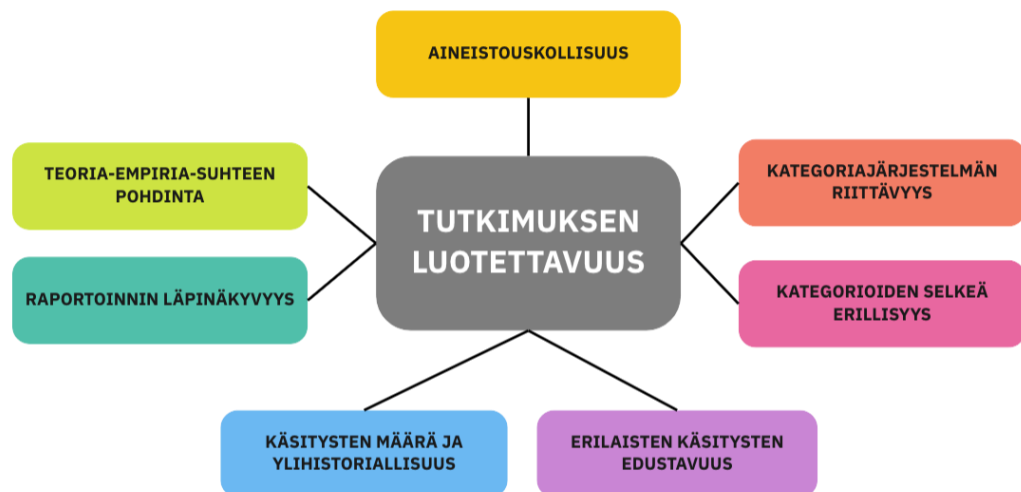 AINEISTOUSKOLLISUUS
TEORIA-EMPIRIA-SUHTEEN
POHDINTA
KATEGORIAJÄRJESTELMÄN
RIITTÄVYYS
TUTKIMUKSEN
LUOTETTAVUUS
RAPORTOINNIN LÄPINÄKYVYYS
KATEGORIOIDEN SELKEÄ
ERILLISYYS
KÄSITYSTEN MÄÄRÄ JA
YLIHISTORIALLISUUS
ERILAISTEN KÄSITYSTEN
EDUSTAVUUS